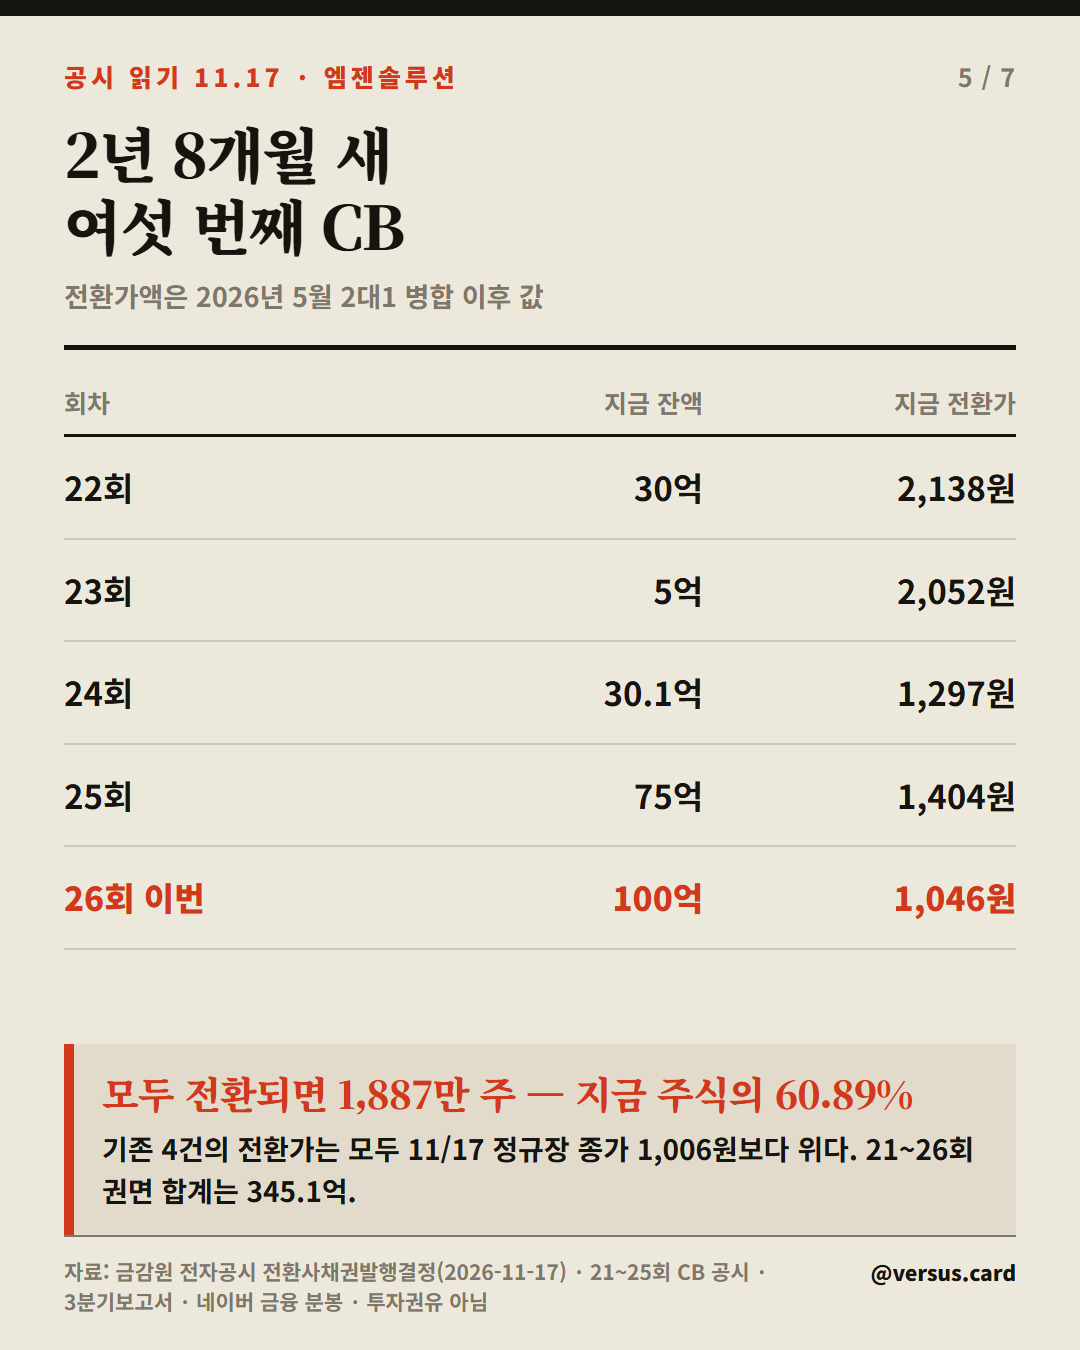 공시 읽기 11.17 · 엠젠솔루션
5 / 7
2년 8개월 새
여섯 번째 CB
전환가액은 2026년 5월 2대1 병합 이후 값
회차 지금 잔액 지금 전환가
22회 30억 2,138원
23회 5억 2,052원
24회 30.1억 1,297원
25회 75억 1,404원
26회 이번 100억 1,046원
모두 전환되면 1,887만 주 — 지금 주식의 60.89%
기존 4건의 전환가는 모두 11/17 정규장 종가 1,006원보다 위다. 21~26회
권면 합계는 345.1억.
자료: 금감원 전자공시 전환사채권발행결정(2026-11-17) · 21~25회 CB 공시 ·
3분기보고서 · 네이버 금융 분봉 · 투자권유 아님
@versus.card